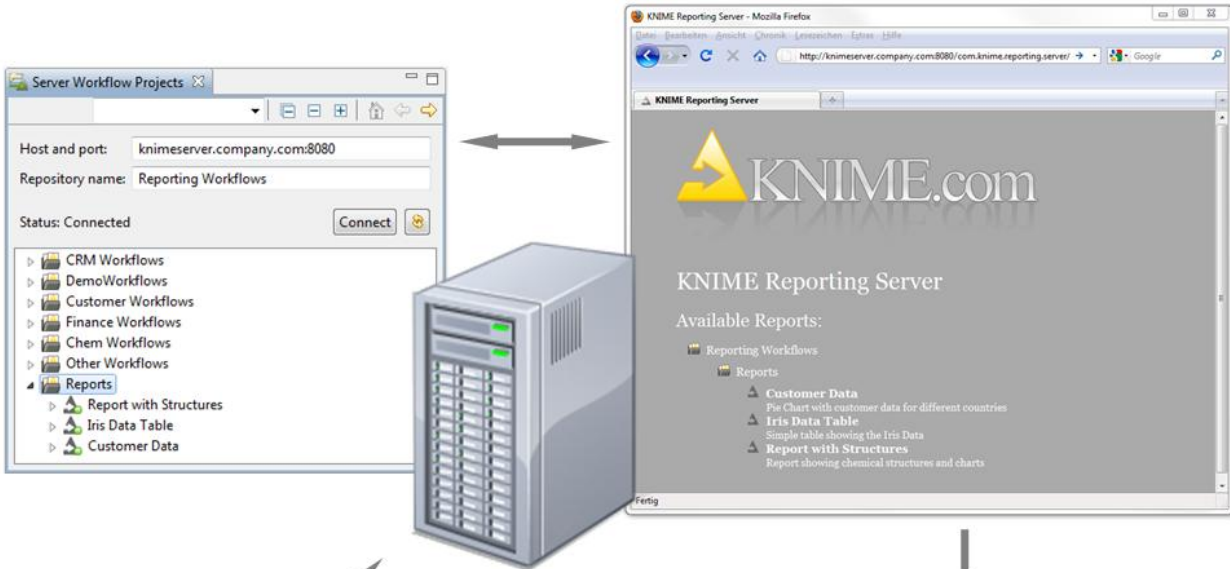 Server Workflow Projects
Host and port: knimeserver.company.com:8080
Repository name: Reporting Workflows
Status: Connected
Connect
CRM Workflows
DemoWorkflows
Customer Workflows
Finance Workflows
Chem Workflows
Other Workflows
Reports
Report with Structures
Iris Data Table
Customer Data
KNIME Reporting Server - Mozilla Firefox
Datei Bearbeiten Ansicht Chronik Lesezeichen Extras Hilfe
http://knimeserver.company.com:8080/com.knime.reporting.server/
Google
KNIME Reporting Server
KNIME.com
KNIME Reporting Server
Available Reports:
Reporting Workflows
Reports
Customer Data
Pie Chart with customer data for different countries
Iris Data Table
Simple table showing the Iris Data
Report with Structures
Report showing chemical structures and charts
Fertig